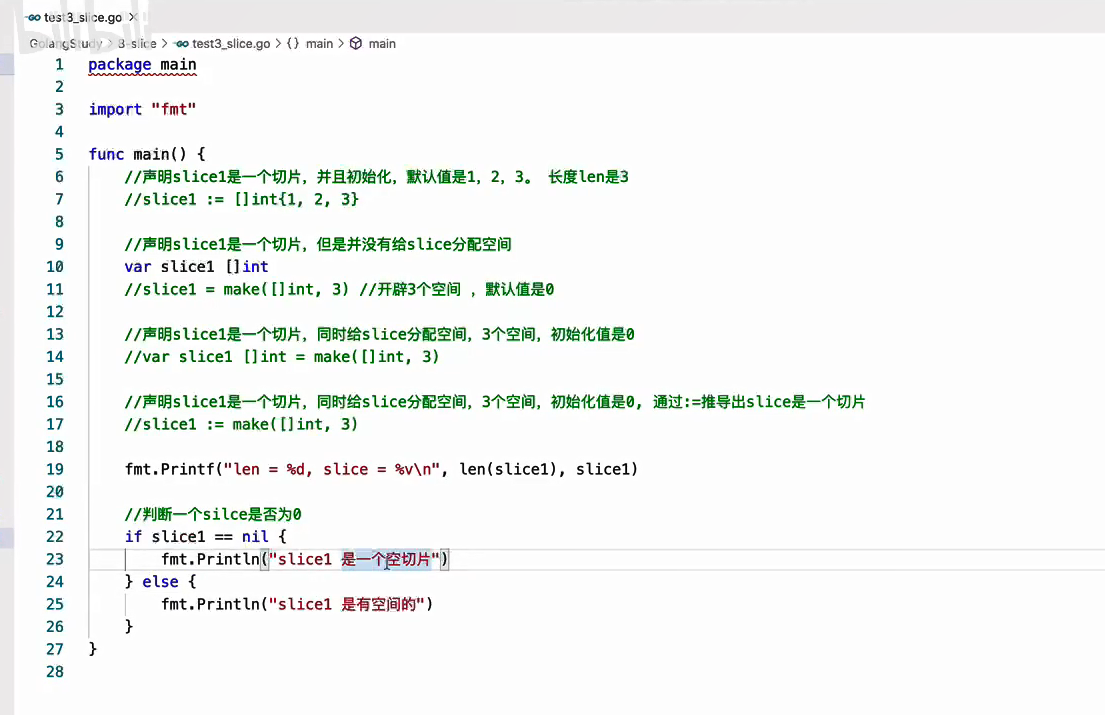 test3_slice.go
GolangStudy > 8-slice > test3_slice.go > {} main > main
1 package main
2
3 import "fmt"
4
5 func main() {
6 //声明slice1是一个切片，并且初始化，默认值是1，2，3。 长度len是3
7 //slice1 := []int{1, 2, 3}
8
9 //声明slice1是一个切片，但是并没有给slice分配空间
10 var slice1 []int
11 //slice1 = make([]int, 3) //开辟3个空间 ，默认值是0
12
13 //声明slice1是一个切片，同时给slice分配空间，3个空间，初始化值是0
14 //var slice1 []int = make([]int, 3)
15
16 //声明slice1是一个切片，同时给slice分配空间，3个空间，初始化值是0, 通过:=推导出slice是一个切片
17 //slice1 := make([]int, 3)
18
19 fmt.Printf("len = %d, slice = %v\n", len(slice1), slice1)
20
21 //判断一个silce是否为0
22 if slice1 == nil {
23 fmt.Println("slice1 是一个空切片")
24 } else {
25 fmt.Println("slice1 是有空间的")
26 }
27 }
28